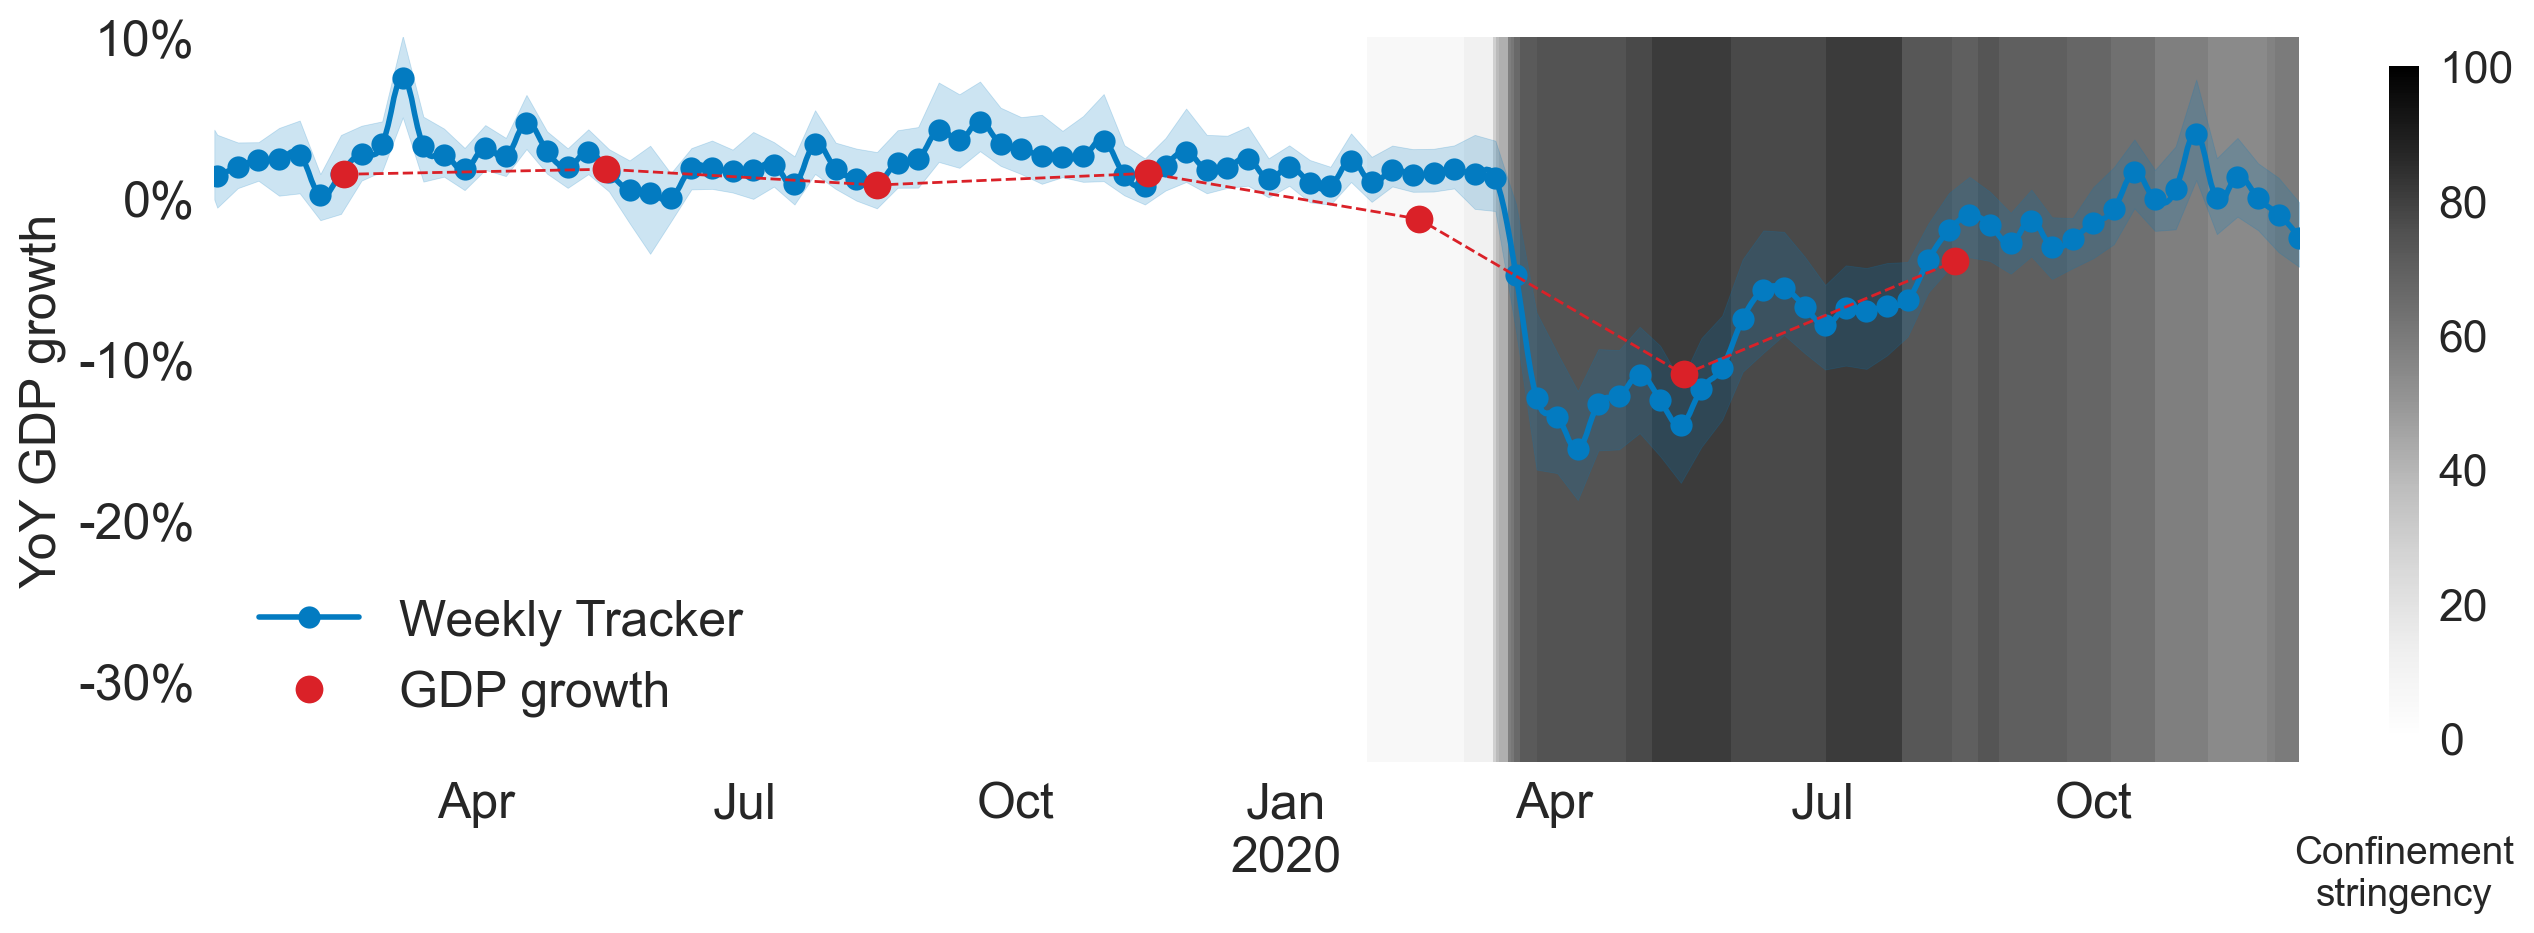 YoY GDP growth
10%
0%
-10%
-20%
-30%
Weekly Tracker
GDP growth
Apr
Jul
Oct
Jan
2020
Apr
Jul
Oct
100
80
60
40
20
0
Confinement
stringency